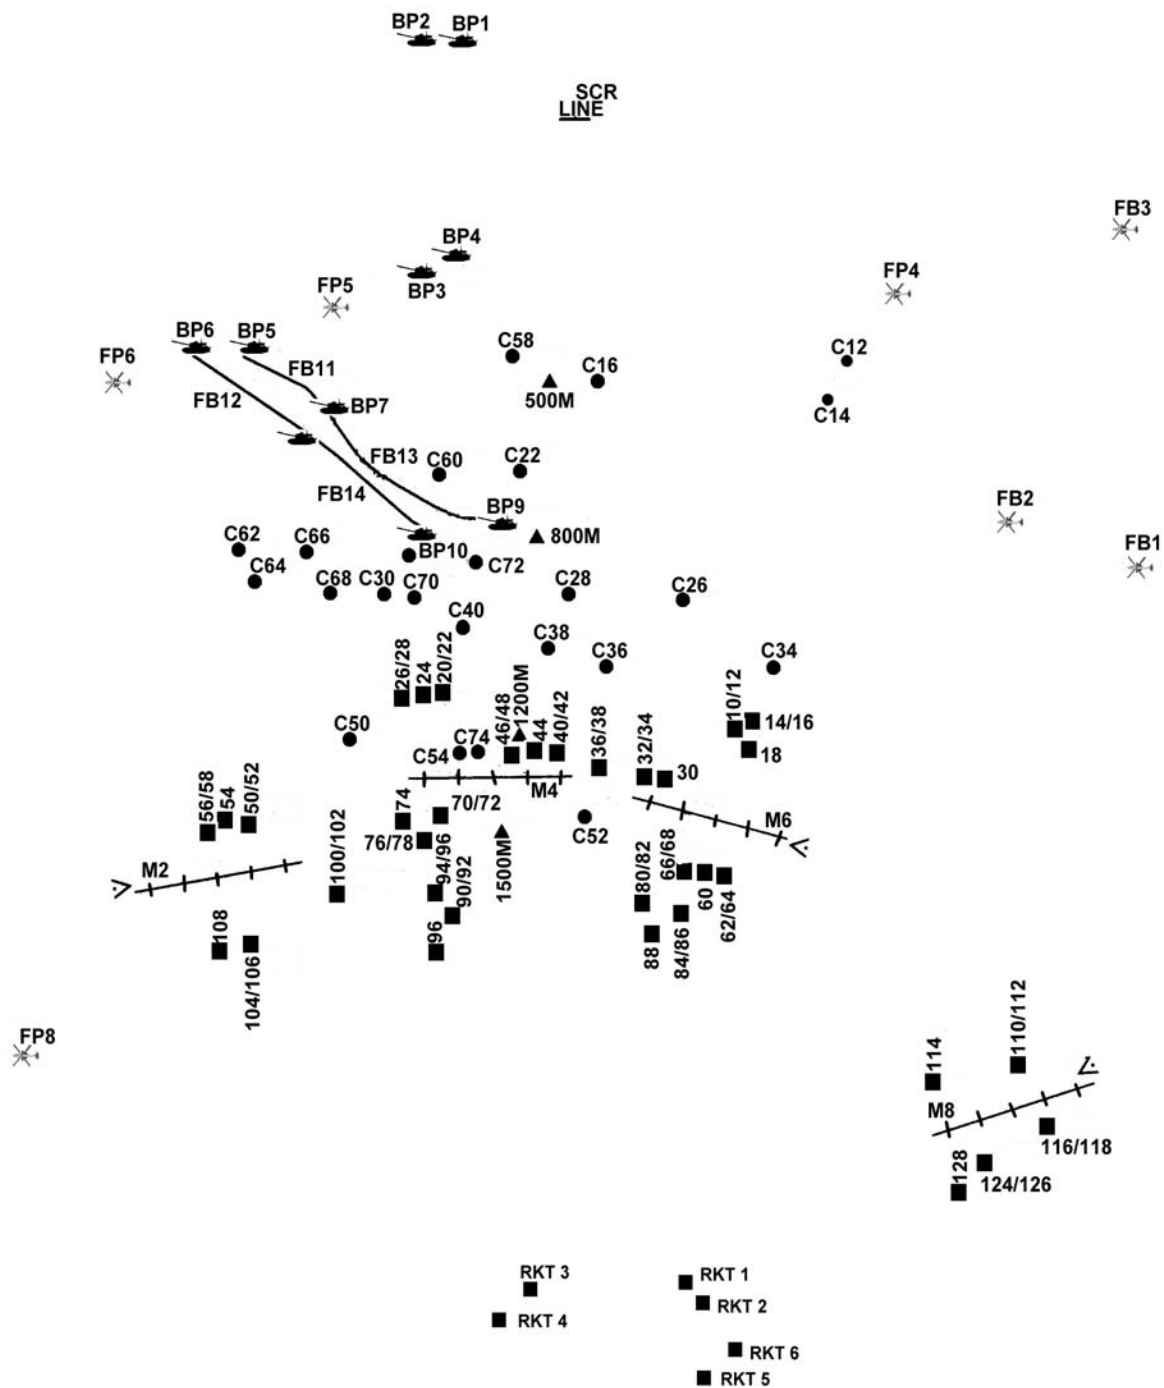 BP2
BP1
SCR
LINE
FB3
BP4
FP4
BP3
FP5
BP6
BP5
C58
C12
FP6
FB11
C16
FB12
500M
C14
BP7
FB13
C60
C22
FB14
BP9
FB2
800M
C62
C66
BP10
FB1
C64
C72
C68
C30
C70
C28
C26
C40
C38
C36
C34
26/28
24
20/22
1200M
10/12
14/16
C50
C74
46/48
44
40/42
36/38
32/34
18
C54
30
M4
56/58
54
50/52
74
70/72
C52
M6
76/78
1500M
M2
100/102
94/96
90/92
80/82
66/68
60
62/64
108
104/106
96
88
84/86
FP8
114
110/112
M8
116/118
128
124/126
RKT 3
RKT 1
RKT 2
RKT 4
RKT 6
RKT 5